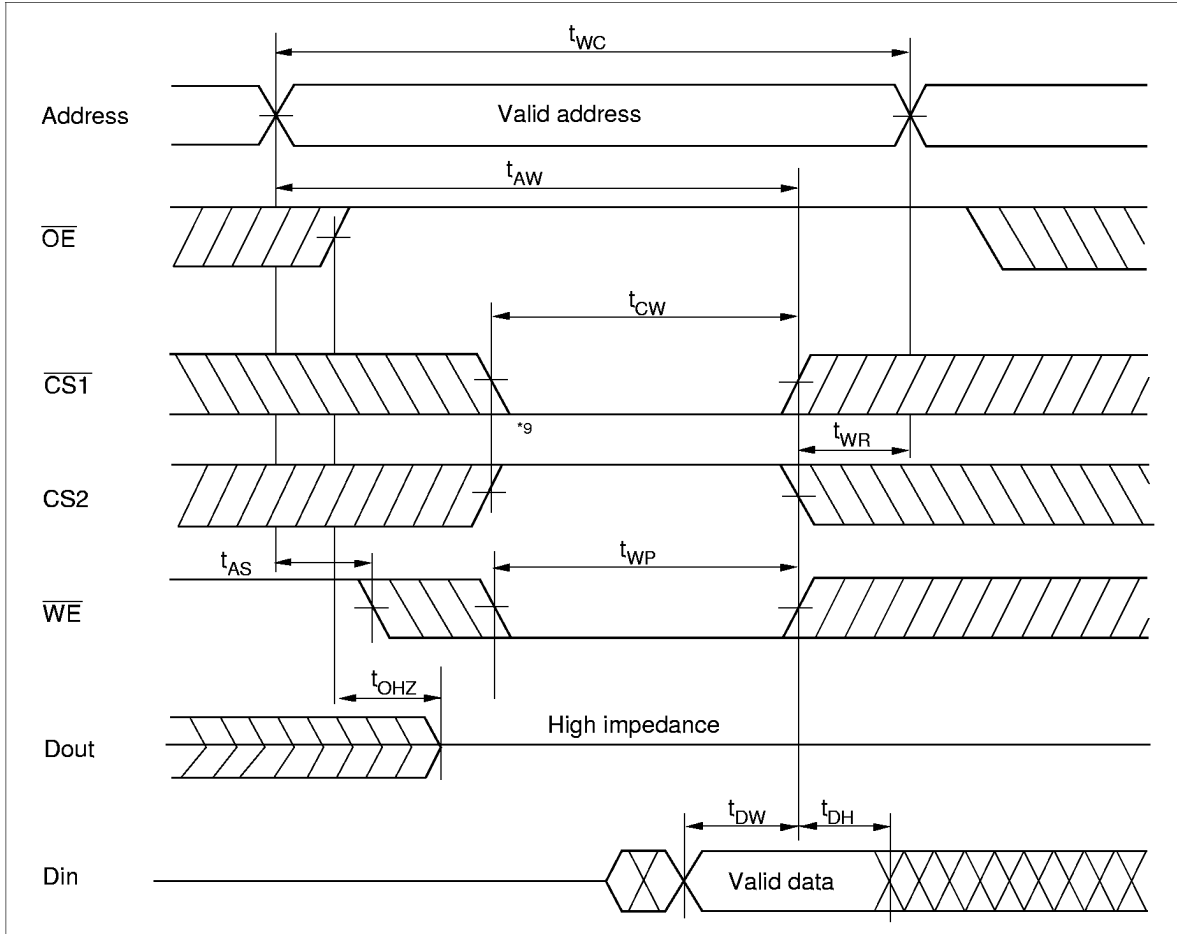 tWC
Address
Valid address
tAW
OE
tCW
CS1
*9
tWR
CS2
tAS
tWP
WE
tOHZ
High impedance
Dout
tDW
tDH
Din
Valid data